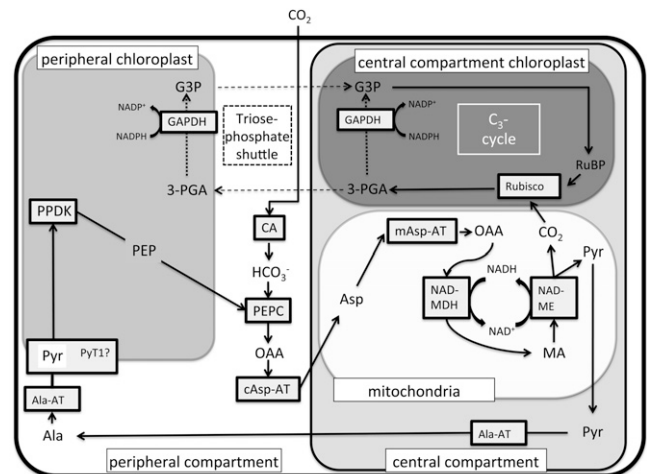 CO₂
peripheral chloroplast
central compartment chloroplast
G3P
G3P
NADP⁺
GAPDH
NADPH
Triose-
phosphate
shuttle
GAPDH
NADP⁺
NADPH
C₃-
cycle
RuBP
3-PGA
3-PGA
Rubisco
PPDK
PEP
CA
HCO₃⁻
PEPC
OAA
cAsp-AT
Asp
mAsp-AT
OAA
CO₂
Pyr
NAD-
MDH
NADH
NAD⁺
NAD-
ME
MA
mitochondria
Pyr
PyT1?
Ala-AT
Ala
Ala-AT
Pyr
peripheral compartment
central compartment